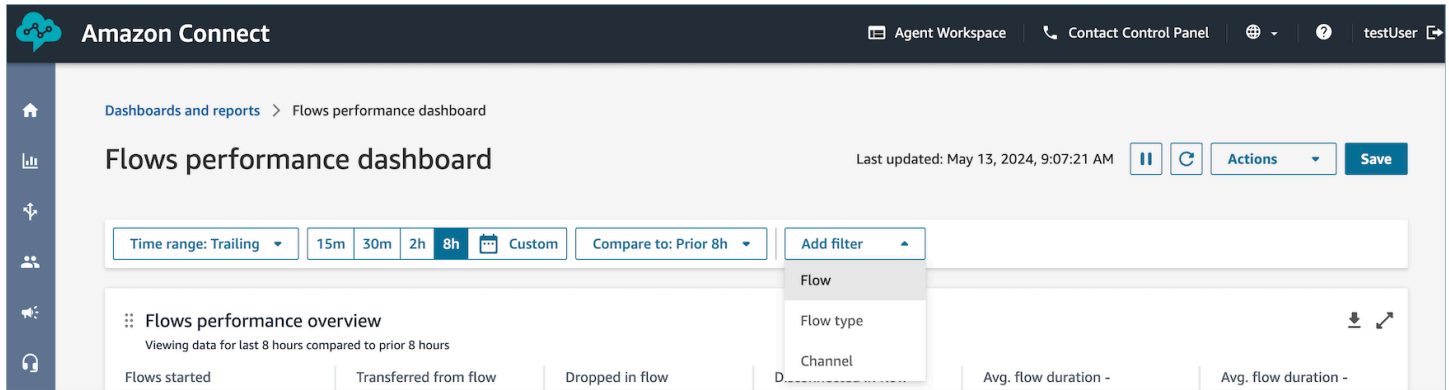 Amazon Connect
Agent Workspace
Contact Control Panel
testUser
Dashboards and reports > Flows performance dashboard
Flows performance dashboard
Last updated: May 13, 2024, 9:07:21 AM
Actions
Save
Time range: Trailing
15m 30m 2h 8h Custom
Compare to: Prior 8h
Add filter
Flow
Flow type
Channel
Flows performance overview
Viewing data for last 8 hours compared to prior 8 hours
Flows started
Transferred from flow
Dropped in flow
Avg. flow duration -
Avg. flow duration -